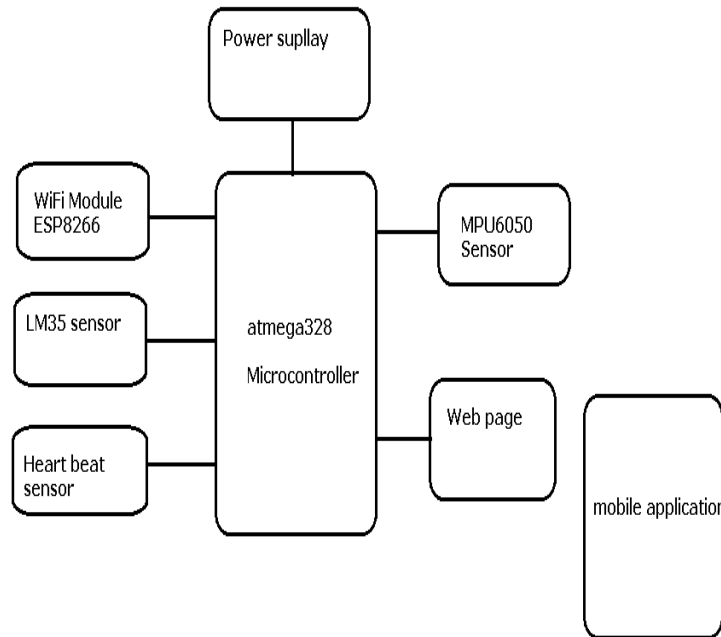 Power supllay
WiFi Module
ESP8266
MPU6050
Sensor
LM35 sensor
atmega328
Microcontroller
Web page
Heart beat
sensor
mobile application